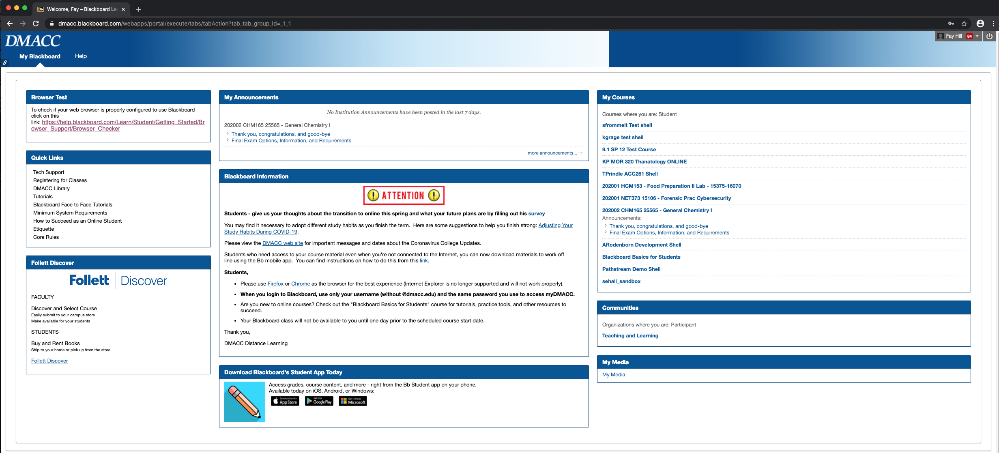 Bb Welcome, Fay – Blackboard Le
dmacc.blackboard.com/webapps/portal/execute/tabs/tabAction?tab_tab_group_id=_1_1
DMACC
Fay Hill 84
My Blackboard Help
Browser Test
To check if your web browser is properly configured to use Blackboard
click on this
link: https://help.blackboard.com/Learn/Student/Getting_Started/Br
owser_Support/Browser_Checker
Quick Links
Tech Support
Registering for Classes
DMACC Library
Tutorials
Blackboard Face to Face Tutorials
Minimum System Requirements
How to Succeed as an Online Student
Etiquette
Core Rules
Follett Discover
Follett Discover
FACULTY
Discover and Select Course
Easily submit to your campus store
Make available for your students
STUDENTS
Buy and Rent Books
Ship to your home or pick up from the store
Follett Discover
My Announcements
No Institution Announcements have been posted in the last 7 days.
202002 CHM165 25565 - General Chemistry I
Thank you, congratulations, and good-bye
Final Exam Options, Information, and Requirements
more announcements...
Blackboard Information
! ATTENTION !
Students - give us your thoughts about the transition to online this spring and what your future plans are by filling out his survey
You may find it necessary to adopt different study habits as you finish the term. Here are some suggestions to help you finish strong: Adjusting Your
Study Habits During COVID-19.
Please view the DMACC web site for important messages and dates about the Coronavirus College Updates.
Students who need access to your course material even when you're not connected to the Internet, you can now download materials to work off
line using the Bb mobile app. You can find instructions on how to do this from this link.
Students,
• Please use Firefox or Chrome as the browser for the best experience (Internet Explorer is no longer supported and will not work properly).
• When you login to Blackboard, use only your username (without @dmacc.edu) and the same password you use to access myDMACC.
• Are you new to online courses? Check out the "Blackboard Basics for Students" course for tutorials, practice tools, and other resources to
succeed.
• Your Blackboard class will not be available to you until one day prior to the scheduled course start date.
Thank you,
DMACC Distance Learning
Download Blackboard's Student App Today
Access grades, course content, and more - right from the Bb Student app on your phone.
Available today on iOS, Android, or Windows:
Download on the App Store
GET IT ON Google Play
Get it from Microsoft
My Courses
Courses where you are: Student
sfrommelt Test shell
kgrage test shell
9.1 SP 12 Test Course
KP MOR 320 Thanatology ONLINE
TPrindle ACC261 Shell
202001 HCM153 - Food Preparation II Lab - 15375-16070
202001 NET373 15106 - Forensic Prac Cybersecurity
202002 CHM165 25565 - General Chemistry I
Announcements:
Thank you, congratulations, and good-bye
Final Exam Options, Information, and Requirements
ARodenborn Development Shell
Blackboard Basics for Students
Pathstream Demo Shell
sehall_sandbox
Communities
Organizations where you are: Participant
Teaching and Learning
My Media
My Media